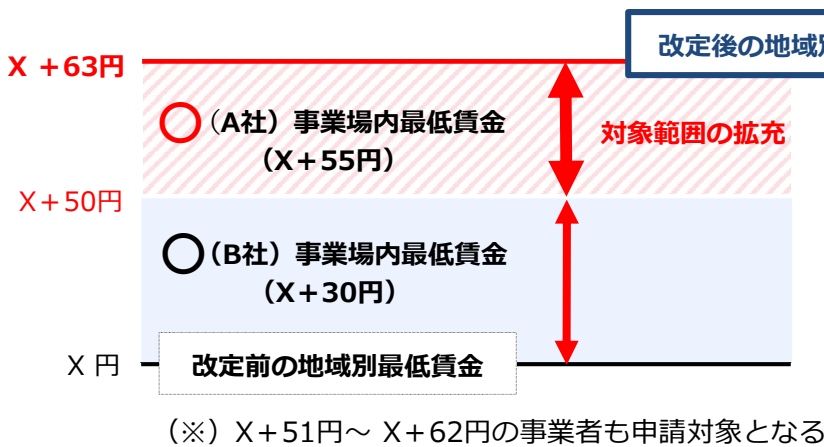 改定後の地域別
X +63円
（A社）事業場内最低賃金
（X＋55円）
対象範囲の拡充
X＋50円
（B社）事業場内最低賃金
（X＋30円）
X 円
改定前の地域別最低賃金
（※）X＋51円～ X＋62円の事業者も申請対象となる